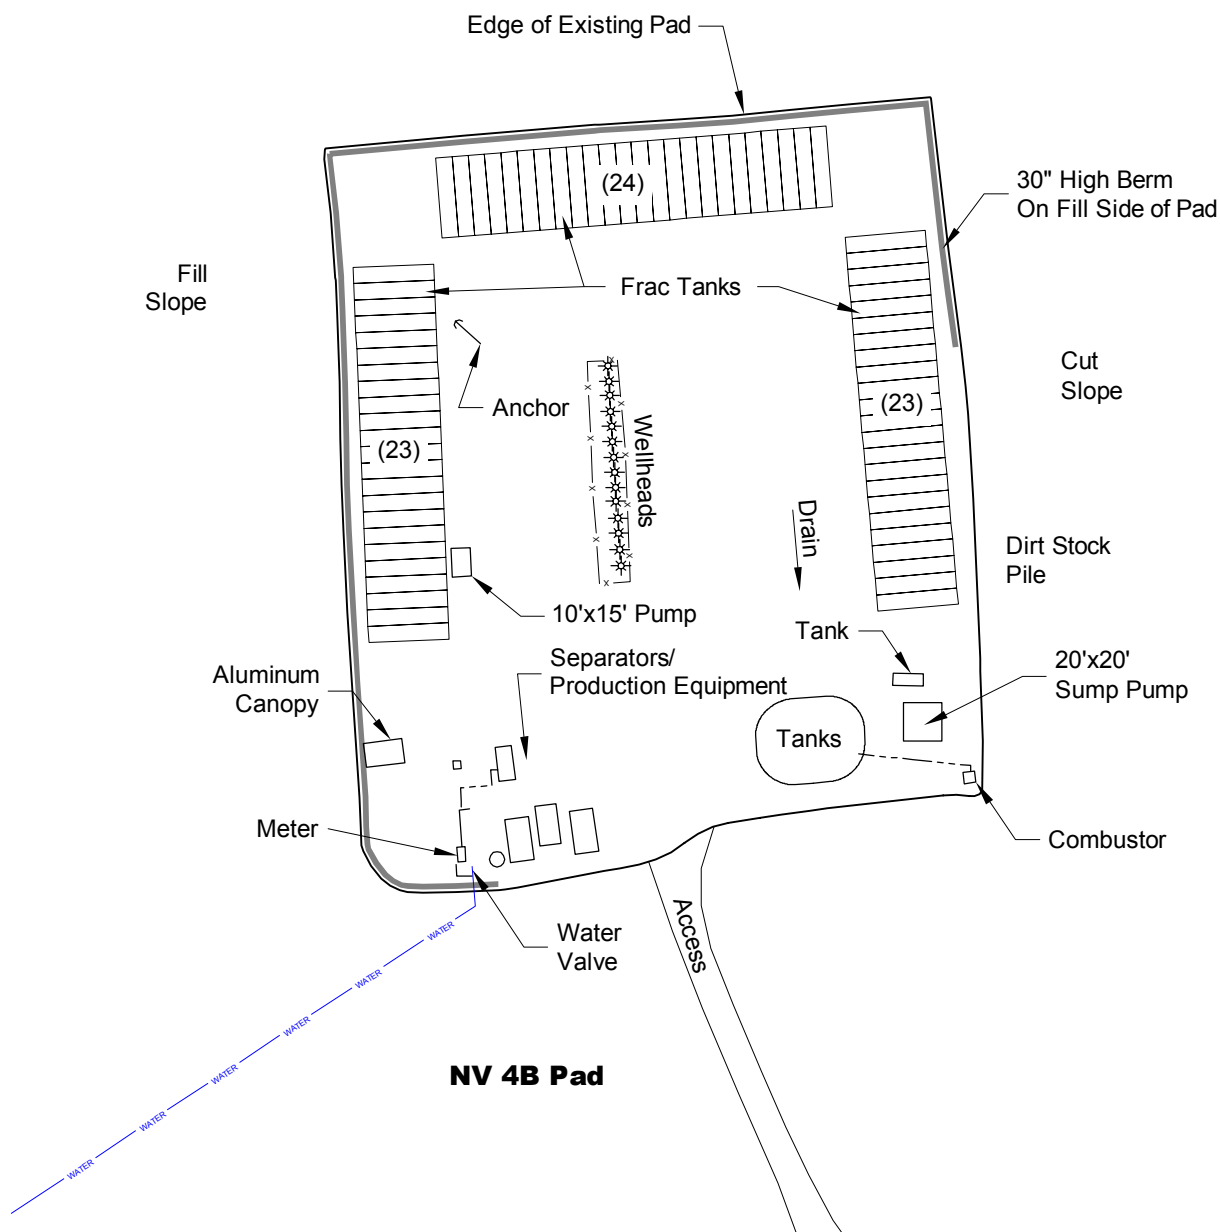 Edge of Existing Pad
(24)
30" High Berm
On Fill Side of Pad
Fill
Slope
Frac Tanks
Cut
Slope
Anchor
(23)
(23)
Wellheads
Drain
Dirt Stock
Pile
10'x15' Pump
Tank
Separators/
Production Equipment
20'x20'
Sump Pump
Aluminum
Canopy
Tanks
Meter
Combustor
Access
Water
Valve
WATER
WATER
WATER
WATER
WATER
WATER
NV 4B Pad
x
x
x
x
x
x
x
x
x
x